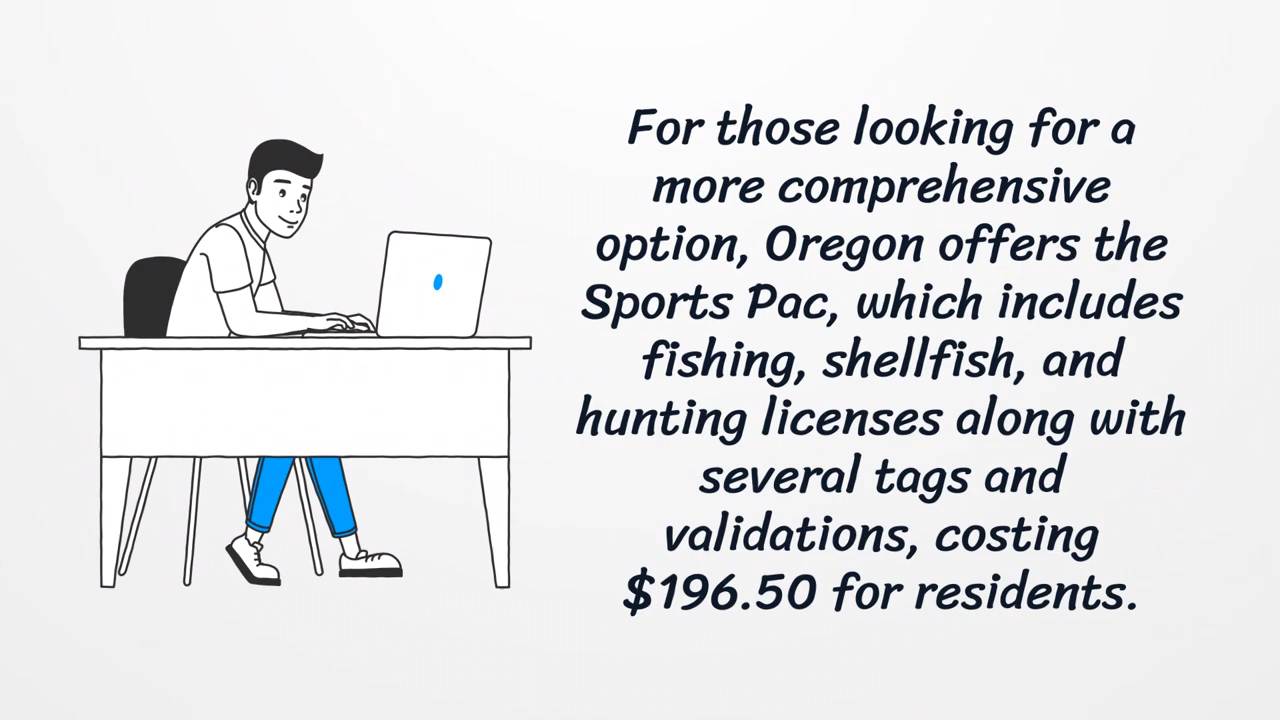 For those looking for a
more comprehensive
option, Oregon offers the
Sports Pac, which includes
fishing, shellfish, and
hunting licenses along with
several tags and
validations, costing
$196.50 for residents.